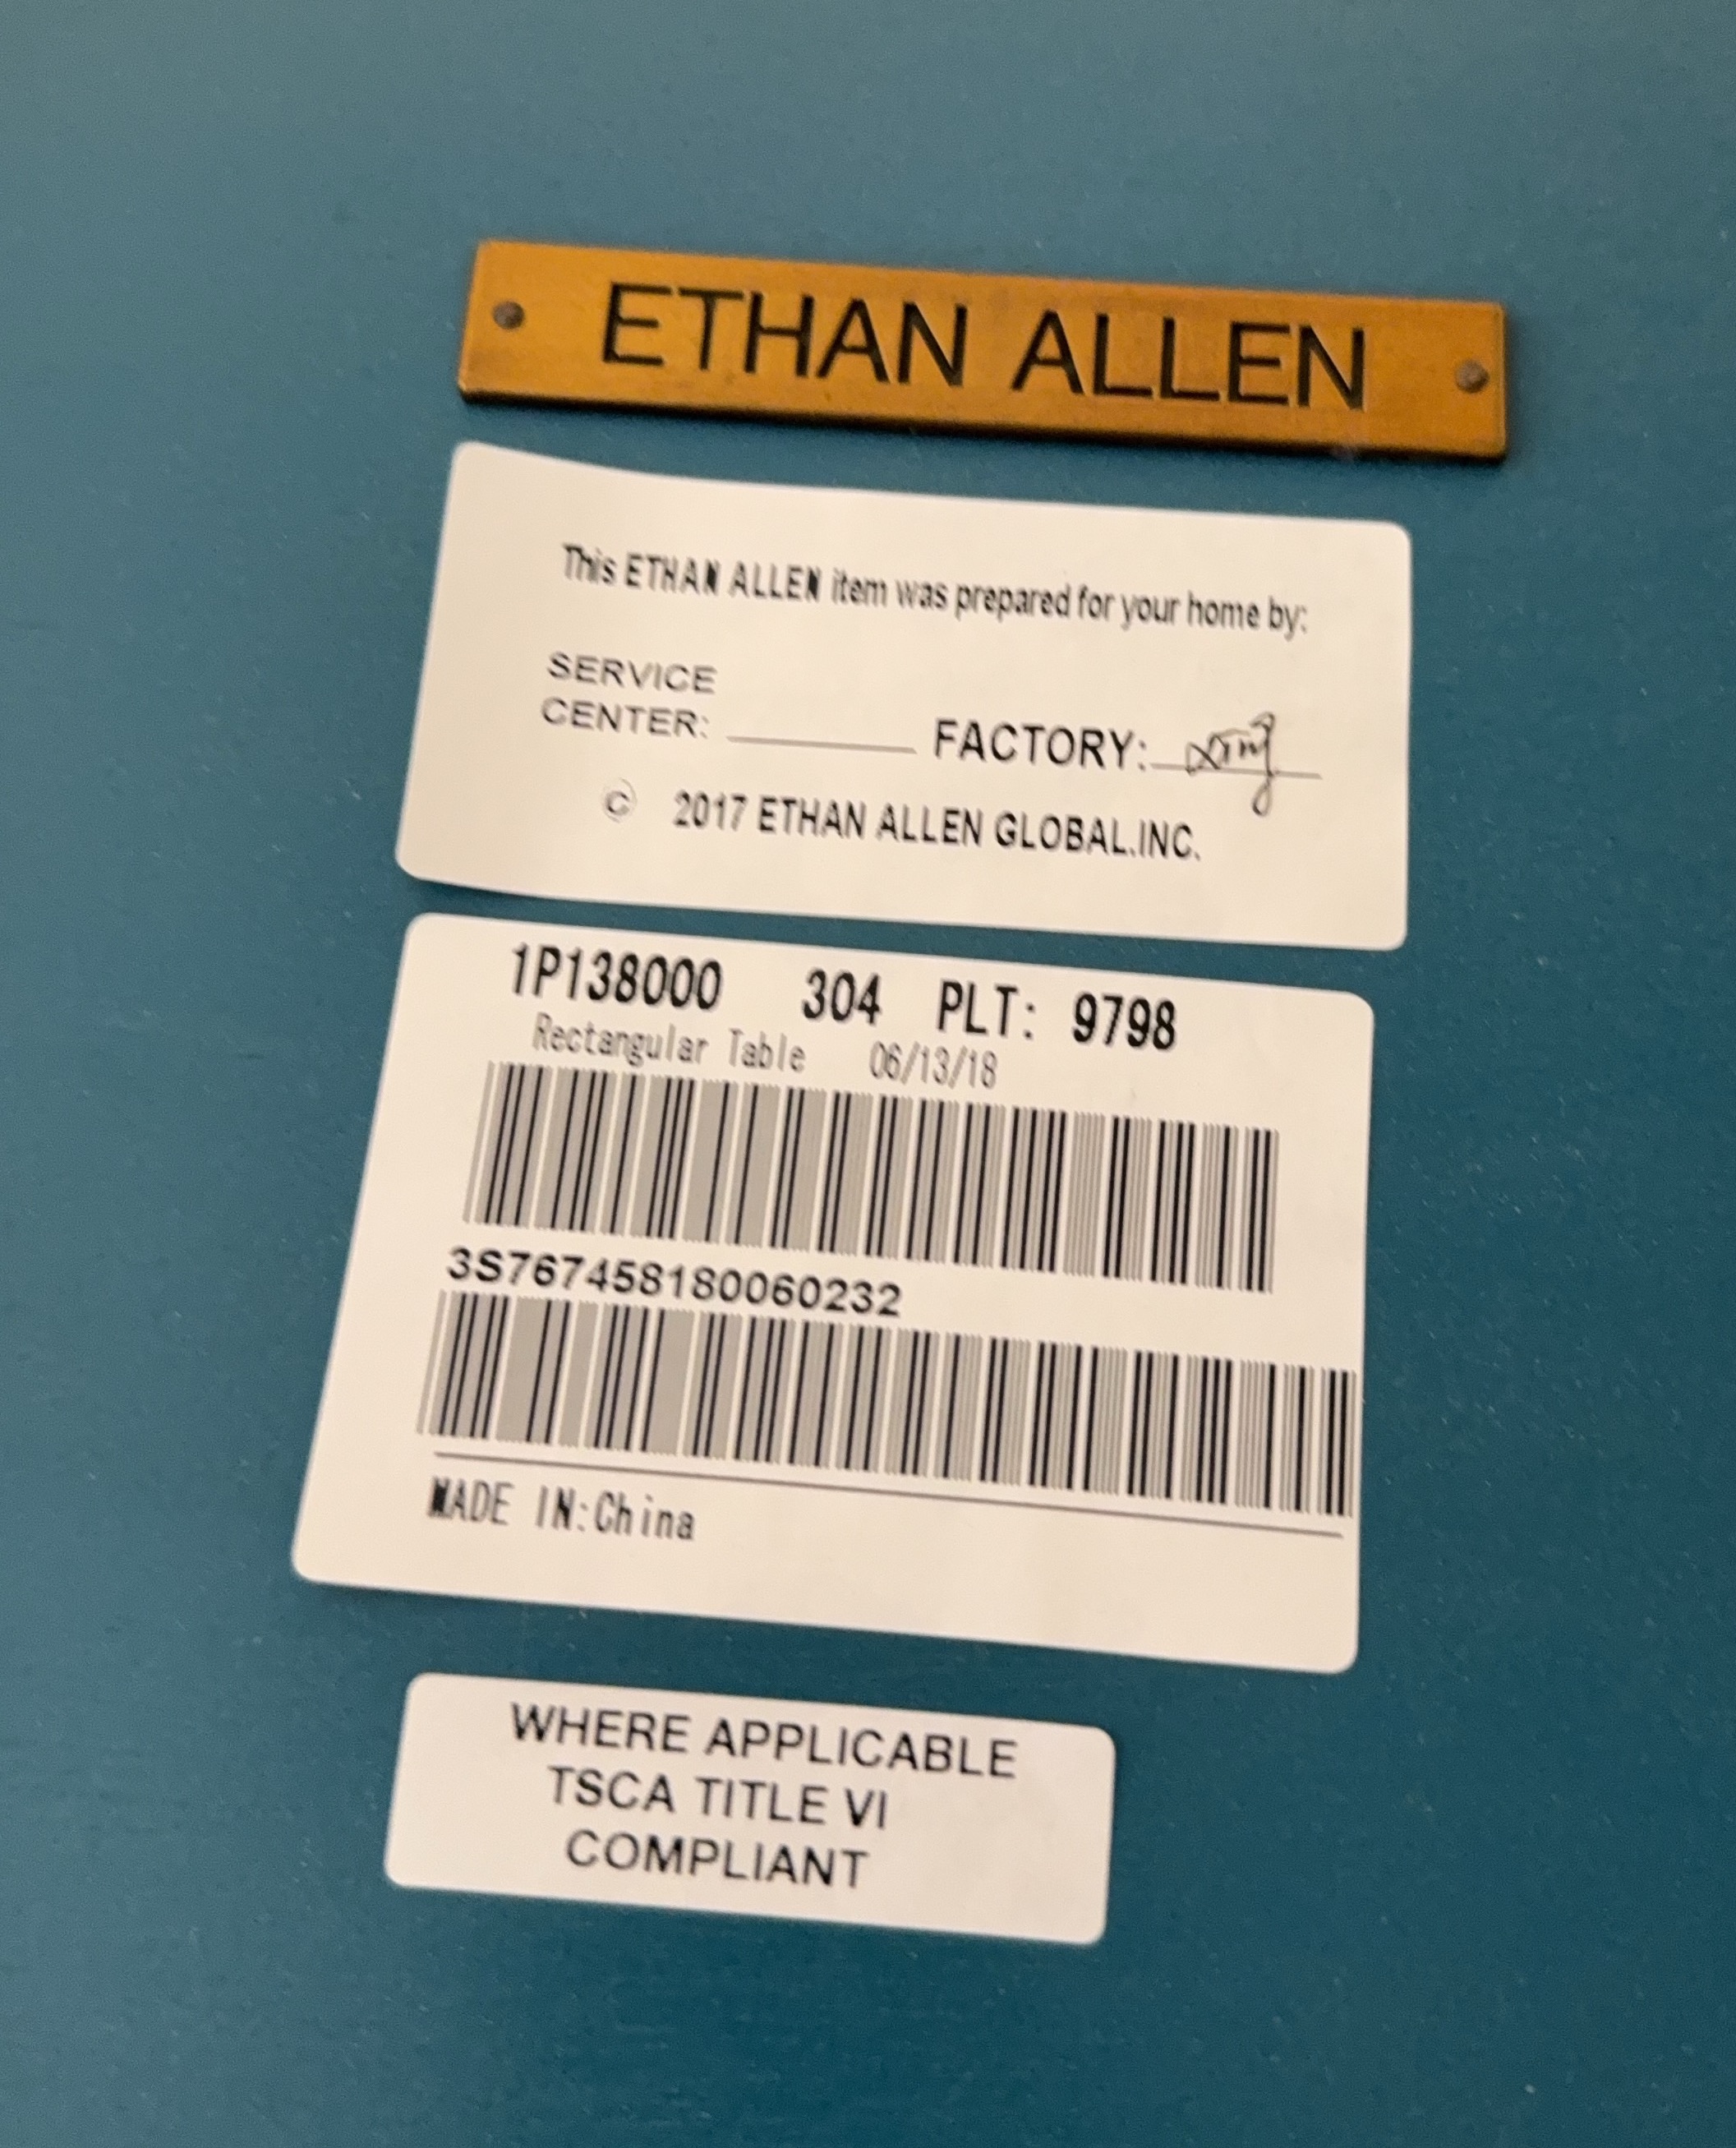 ETHAN ALLEN
This ETHAN ALLEN item was prepared for your home by:
SERVICE
CENTER: FACTORY:
© 2017 ETHAN ALLEN GLOBAL.INC.
1P138000 304 PLT: 9798
Rectangular Table 06/13/18
3S767458180060232
MADE IN:China
WHERE APPLICABLE
TSCA TITLE VI
COMPLIANT